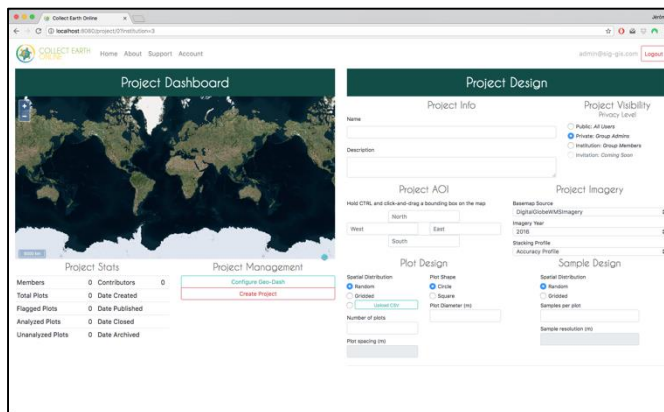 Collect Earth Online
Jérôm
localhost:8080/project/0?institution=3
COLLECT EARTH
ONLINE
Home About Support Account
admin@sig-gis.com Logout
Project Dashboard
Project Stats
Members 0 Contributors 0
Total Plots 0 Date Created
Flagged Plots 0 Date Published
Analyzed Plots 0 Date Closed
Unanalyzed Plots 0 Date Archived
Project Management
Configure Geo-Dash
Create Project
Project Design
Project Info
Name
Description
Project Visibility
Privacy Level
Public: All Users
Private: Group Admins
Institution: Group Members
Invitation: Coming Soon
Project AOI
Hold CTRL and click-and-drag a bounding box on the map
North
West East
South
Project Imagery
Basemap Source
DigitalGlobeWMSImagery
Imagery Year
2016
Stacking Profile
Accuracy Profile
Plot Design
Spatial Distribution
Random
Gridded
Upload CSV
Number of plots
Plot spacing (m)
Plot Shape
Circle
Square
Plot Diameter (m)
Sample Design
Spatial Distribution
Random
Gridded
Samples per plot
Sample resolution (m)